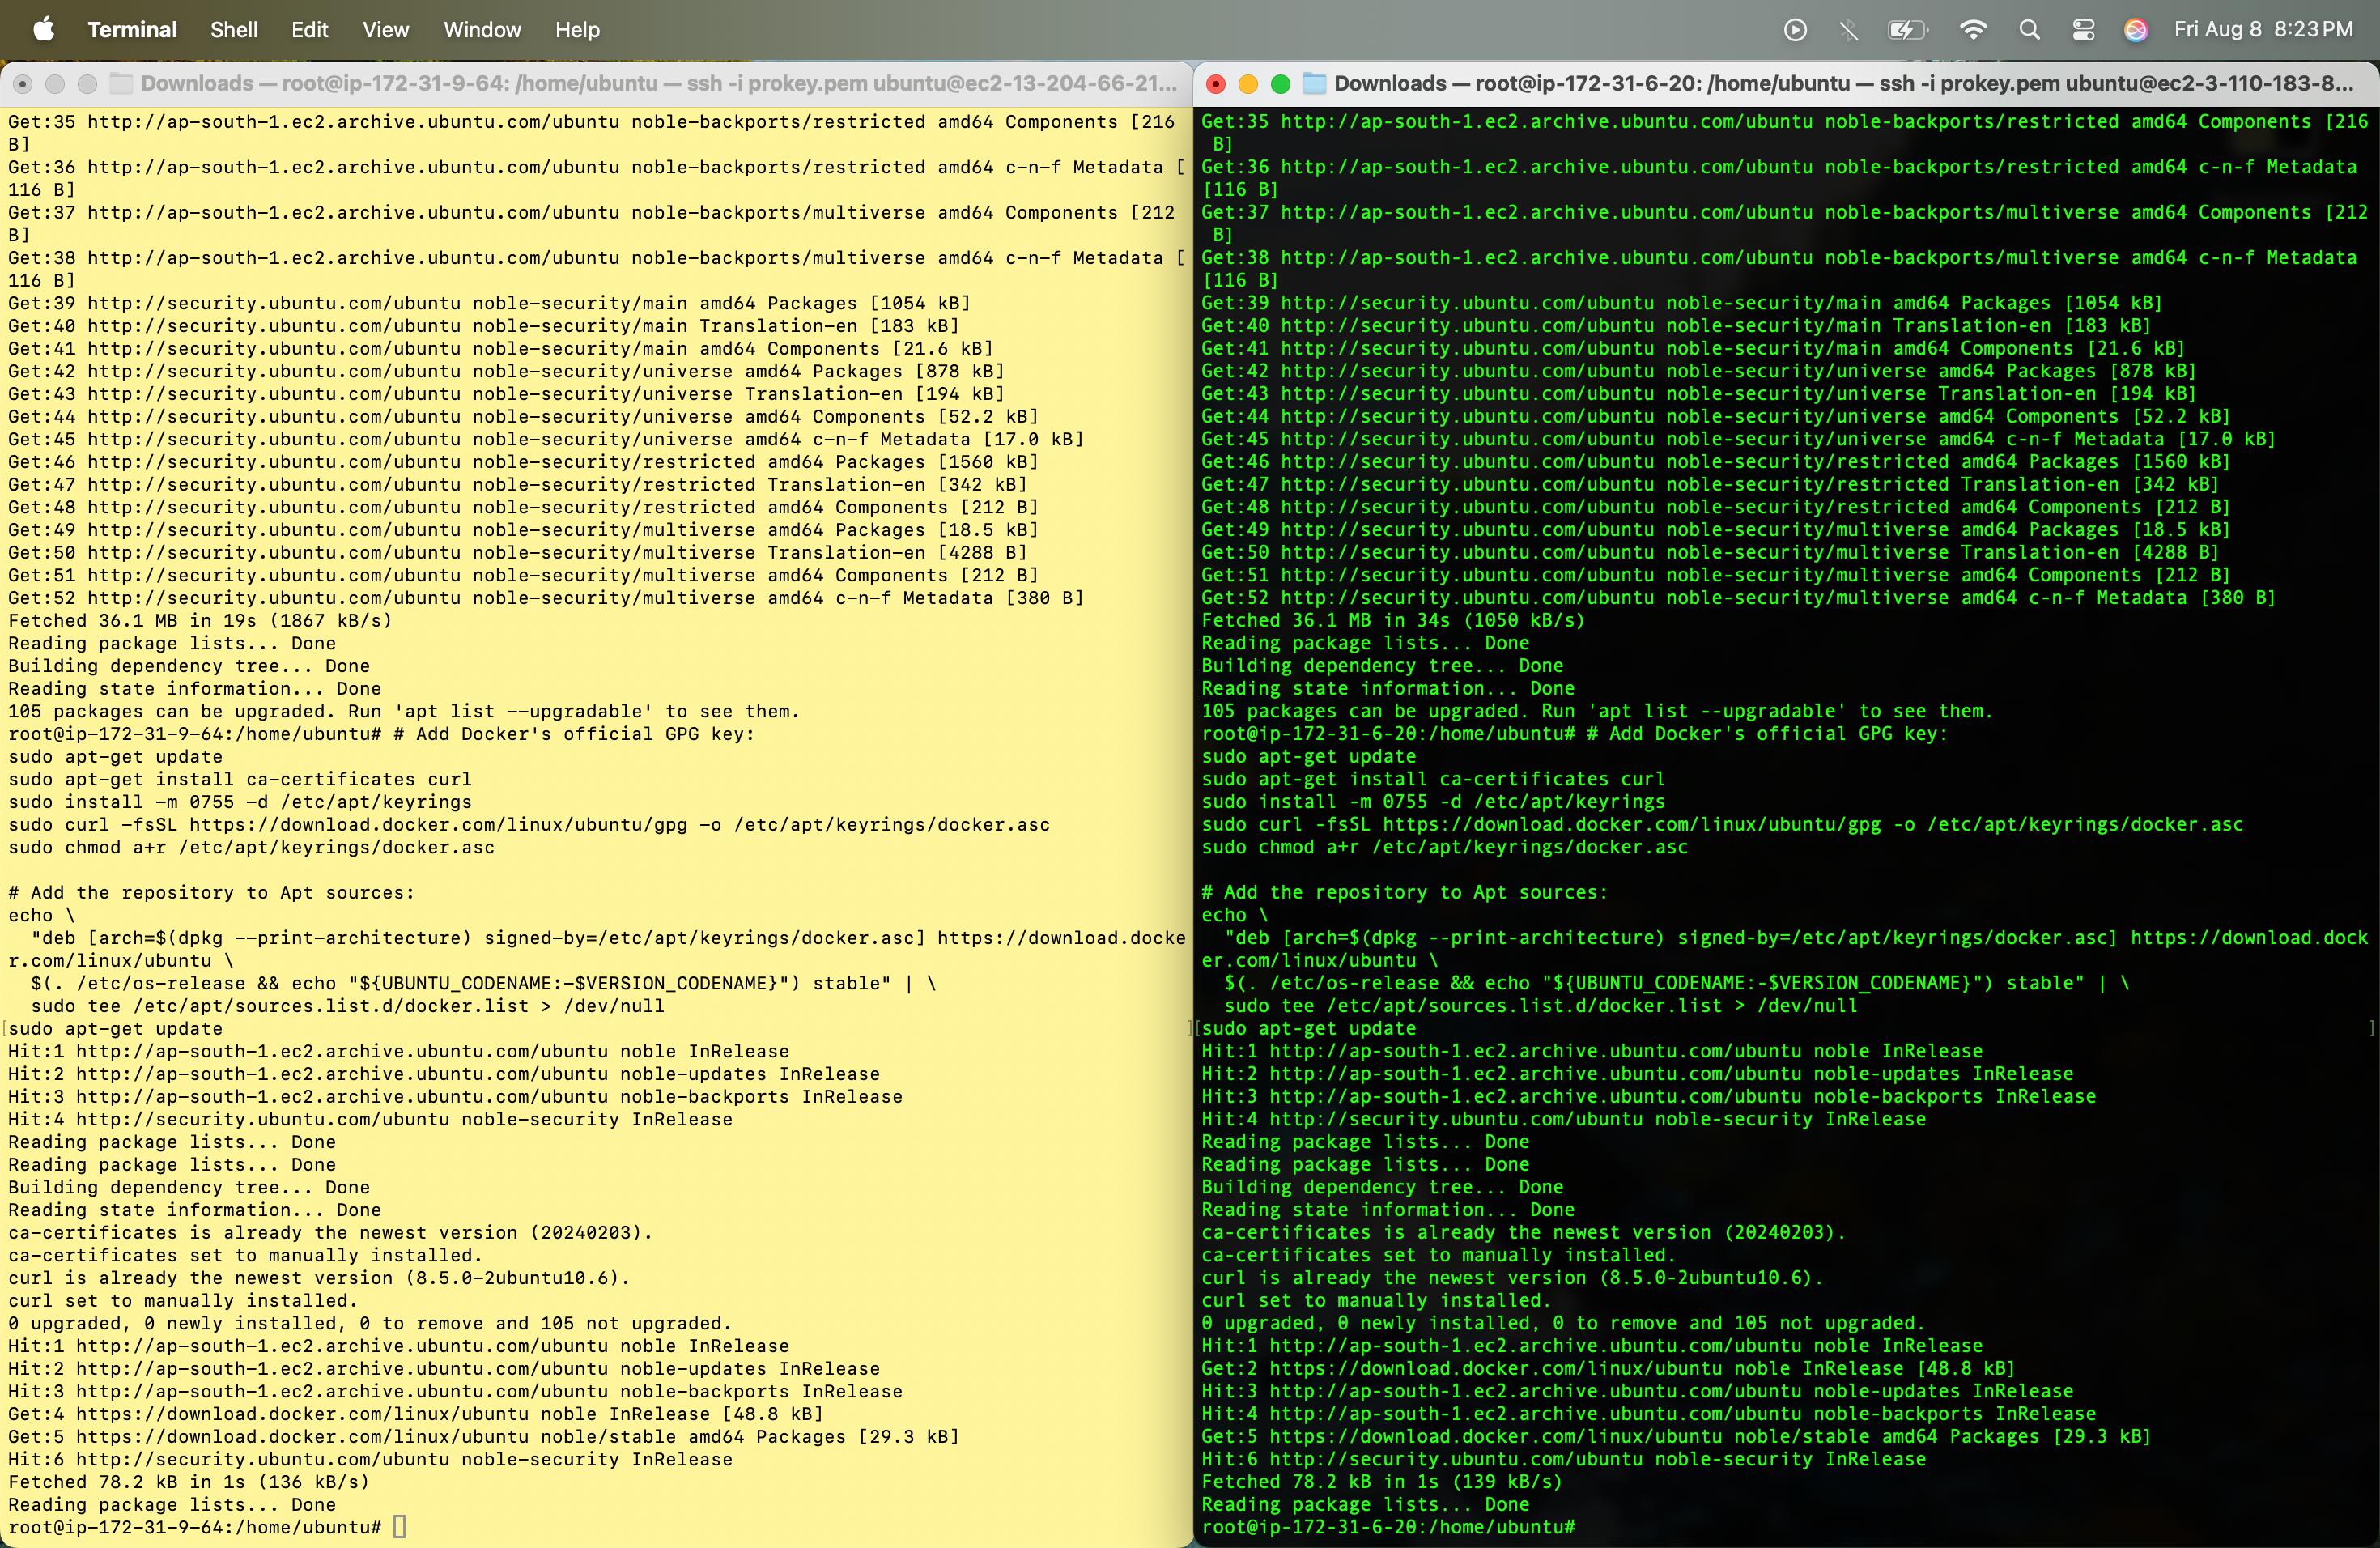 Terminal Shell Edit View Window Help Fri Aug 8 8:23 PM
Downloads — root@ip-172-31-9-64: /home/ubuntu — ssh -i prokey.pem ubuntu@ec2-13-204-66-21...
Get:35 http://ap-south-1.ec2.archive.ubuntu.com/ubuntu noble-backports/restricted amd64 Components [216
B]
Get:36 http://ap-south-1.ec2.archive.ubuntu.com/ubuntu noble-backports/restricted amd64 c-n-f Metadata [
116 B]
Get:37 http://ap-south-1.ec2.archive.ubuntu.com/ubuntu noble-backports/multiverse amd64 Components [212
B]
Get:38 http://ap-south-1.ec2.archive.ubuntu.com/ubuntu noble-backports/multiverse amd64 c-n-f Metadata [
116 B]
Get:39 http://security.ubuntu.com/ubuntu noble-security/main amd64 Packages [1054 kB]
Get:40 http://security.ubuntu.com/ubuntu noble-security/main Translation-en [183 kB]
Get:41 http://security.ubuntu.com/ubuntu noble-security/main amd64 Components [21.6 kB]
Get:42 http://security.ubuntu.com/ubuntu noble-security/universe amd64 Packages [878 kB]
Get:43 http://security.ubuntu.com/ubuntu noble-security/universe Translation-en [194 kB]
Get:44 http://security.ubuntu.com/ubuntu noble-security/universe amd64 Components [52.2 kB]
Get:45 http://security.ubuntu.com/ubuntu noble-security/universe amd64 c-n-f Metadata [17.0 kB]
Get:46 http://security.ubuntu.com/ubuntu noble-security/restricted amd64 Packages [1560 kB]
Get:47 http://security.ubuntu.com/ubuntu noble-security/restricted Translation-en [342 kB]
Get:48 http://security.ubuntu.com/ubuntu noble-security/restricted amd64 Components [212 B]
Get:49 http://security.ubuntu.com/ubuntu noble-security/multiverse amd64 Packages [18.5 kB]
Get:50 http://security.ubuntu.com/ubuntu noble-security/multiverse Translation-en [4288 B]
Get:51 http://security.ubuntu.com/ubuntu noble-security/multiverse amd64 Components [212 B]
Get:52 http://security.ubuntu.com/ubuntu noble-security/multiverse amd64 c-n-f Metadata [380 B]
Fetched 36.1 MB in 19s (1867 kB/s)
Reading package lists... Done
Building dependency tree... Done
Reading state information... Done
105 packages can be upgraded. Run 'apt list --upgradable' to see them.
root@ip-172-31-9-64:/home/ubuntu# # Add Docker's official GPG key:
sudo apt-get update
sudo apt-get install ca-certificates curl
sudo install -m 0755 -d /etc/apt/keyrings
sudo curl -fsSL https://download.docker.com/linux/ubuntu/gpg -o /etc/apt/keyrings/docker.asc
sudo chmod a+r /etc/apt/keyrings/docker.asc
# Add the repository to Apt sources:
echo \
"deb [arch=$(dpkg --print-architecture) signed-by=/etc/apt/keyrings/docker.asc] https://download.docke
r.com/linux/ubuntu \
$(. /etc/os-release && echo "${UBUNTU_CODENAME:-$VERSION_CODENAME}") stable" | \
sudo tee /etc/apt/sources.list.d/docker.list > /dev/null
[sudo apt-get update ]
Hit:1 http://ap-south-1.ec2.archive.ubuntu.com/ubuntu noble InRelease
Hit:2 http://ap-south-1.ec2.archive.ubuntu.com/ubuntu noble-updates InRelease
Hit:3 http://ap-south-1.ec2.archive.ubuntu.com/ubuntu noble-backports InRelease
Hit:4 http://security.ubuntu.com/ubuntu noble-security InRelease
Reading package lists... Done
Reading package lists... Done
Building dependency tree... Done
Reading state information... Done
ca-certificates is already the newest version (20240203).
ca-certificates set to manually installed.
curl is already the newest version (8.5.0-2ubuntu10.6).
curl set to manually installed.
0 upgraded, 0 newly installed, 0 to remove and 105 not upgraded.
Hit:1 http://ap-south-1.ec2.archive.ubuntu.com/ubuntu noble InRelease
Hit:2 http://ap-south-1.ec2.archive.ubuntu.com/ubuntu noble-updates InRelease
Hit:3 http://ap-south-1.ec2.archive.ubuntu.com/ubuntu noble-backports InRelease
Get:4 https://download.docker.com/linux/ubuntu noble InRelease [48.8 kB]
Get:5 https://download.docker.com/linux/ubuntu noble/stable amd64 Packages [29.3 kB]
Hit:6 http://security.ubuntu.com/ubuntu noble-security InRelease
Fetched 78.2 kB in 1s (136 kB/s)
Reading package lists... Done
root@ip-172-31-9-64:/home/ubuntu#
Downloads — root@ip-172-31-6-20: /home/ubuntu — ssh -i prokey.pem ubuntu@ec2-3-110-183-8...
Get:35 http://ap-south-1.ec2.archive.ubuntu.com/ubuntu noble-backports/restricted amd64 Components [216
B]
Get:36 http://ap-south-1.ec2.archive.ubuntu.com/ubuntu noble-backports/restricted amd64 c-n-f Metadata
[116 B]
Get:37 http://ap-south-1.ec2.archive.ubuntu.com/ubuntu noble-backports/multiverse amd64 Components [212
B]
Get:38 http://ap-south-1.ec2.archive.ubuntu.com/ubuntu noble-backports/multiverse amd64 c-n-f Metadata
[116 B]
Get:39 http://security.ubuntu.com/ubuntu noble-security/main amd64 Packages [1054 kB]
Get:40 http://security.ubuntu.com/ubuntu noble-security/main Translation-en [183 kB]
Get:41 http://security.ubuntu.com/ubuntu noble-security/main amd64 Components [21.6 kB]
Get:42 http://security.ubuntu.com/ubuntu noble-security/universe amd64 Packages [878 kB]
Get:43 http://security.ubuntu.com/ubuntu noble-security/universe Translation-en [194 kB]
Get:44 http://security.ubuntu.com/ubuntu noble-security/universe amd64 Components [52.2 kB]
Get:45 http://security.ubuntu.com/ubuntu noble-security/universe amd64 c-n-f Metadata [17.0 kB]
Get:46 http://security.ubuntu.com/ubuntu noble-security/restricted amd64 Packages [1560 kB]
Get:47 http://security.ubuntu.com/ubuntu noble-security/restricted Translation-en [342 kB]
Get:48 http://security.ubuntu.com/ubuntu noble-security/restricted amd64 Components [212 B]
Get:49 http://security.ubuntu.com/ubuntu noble-security/multiverse amd64 Packages [18.5 kB]
Get:50 http://security.ubuntu.com/ubuntu noble-security/multiverse Translation-en [4288 B]
Get:51 http://security.ubuntu.com/ubuntu noble-security/multiverse amd64 Components [212 B]
Get:52 http://security.ubuntu.com/ubuntu noble-security/multiverse amd64 c-n-f Metadata [380 B]
Fetched 36.1 MB in 34s (1050 kB/s)
Reading package lists... Done
Building dependency tree... Done
Reading state information... Done
105 packages can be upgraded. Run 'apt list --upgradable' to see them.
root@ip-172-31-6-20:/home/ubuntu# # Add Docker's official GPG key:
sudo apt-get update
sudo apt-get install ca-certificates curl
sudo install -m 0755 -d /etc/apt/keyrings
sudo curl -fsSL https://download.docker.com/linux/ubuntu/gpg -o /etc/apt/keyrings/docker.asc
sudo chmod a+r /etc/apt/keyrings/docker.asc
# Add the repository to Apt sources:
echo \
"deb [arch=$(dpkg --print-architecture) signed-by=/etc/apt/keyrings/docker.asc] https://download.dock
er.com/linux/ubuntu \
$(. /etc/os-release && echo "${UBUNTU_CODENAME:-$VERSION_CODENAME}") stable" | \
sudo tee /etc/apt/sources.list.d/docker.list > /dev/null
[sudo apt-get update ]
Hit:1 http://ap-south-1.ec2.archive.ubuntu.com/ubuntu noble InRelease
Hit:2 http://ap-south-1.ec2.archive.ubuntu.com/ubuntu noble-updates InRelease
Hit:3 http://ap-south-1.ec2.archive.ubuntu.com/ubuntu noble-backports InRelease
Hit:4 http://security.ubuntu.com/ubuntu noble-security InRelease
Reading package lists... Done
Reading package lists... Done
Building dependency tree... Done
Reading state information... Done
ca-certificates is already the newest version (20240203).
ca-certificates set to manually installed.
curl is already the newest version (8.5.0-2ubuntu10.6).
curl set to manually installed.
0 upgraded, 0 newly installed, 0 to remove and 105 not upgraded.
Hit:1 http://ap-south-1.ec2.archive.ubuntu.com/ubuntu noble InRelease
Get:2 https://download.docker.com/linux/ubuntu noble InRelease [48.8 kB]
Hit:3 http://ap-south-1.ec2.archive.ubuntu.com/ubuntu noble-updates InRelease
Hit:4 http://ap-south-1.ec2.archive.ubuntu.com/ubuntu noble-backports InRelease
Get:5 https://download.docker.com/linux/ubuntu noble/stable amd64 Packages [29.3 kB]
Hit:6 http://security.ubuntu.com/ubuntu noble-security InRelease
Fetched 78.2 kB in 1s (139 kB/s)
Reading package lists... Done
root@ip-172-31-6-20:/home/ubuntu#